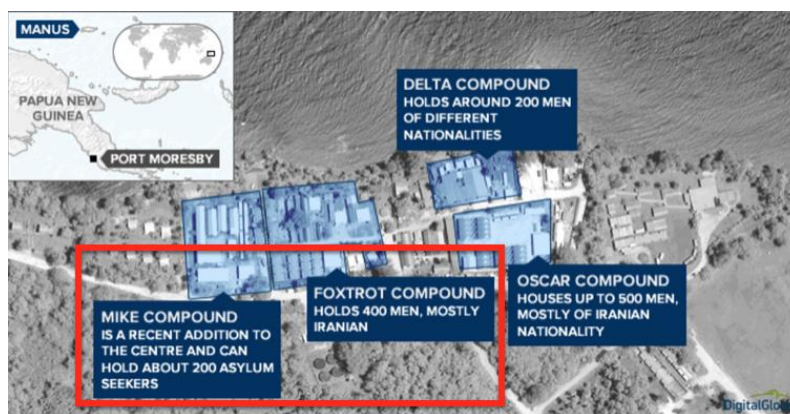 MANUS
PAPUA NEW
GUINEA
PORT MORESBY
DELTA COMPOUND
HOLDS AROUND 200 MEN
OF DIFFERENT
NATIONALITIES
MIKE COMPOUND
IS A RECENT ADDITION TO
THE CENTRE AND CAN
HOLD ABOUT 200 ASYLUM
SEEKERS
FOXTROT COMPOUND
HOLDS 400 MEN, MOSTLY
IRANIAN
OSCAR COMPOUND
HOUSES UP TO 500 MEN,
MOSTLY OF IRANIAN
NATIONALITY
DigitalGlob